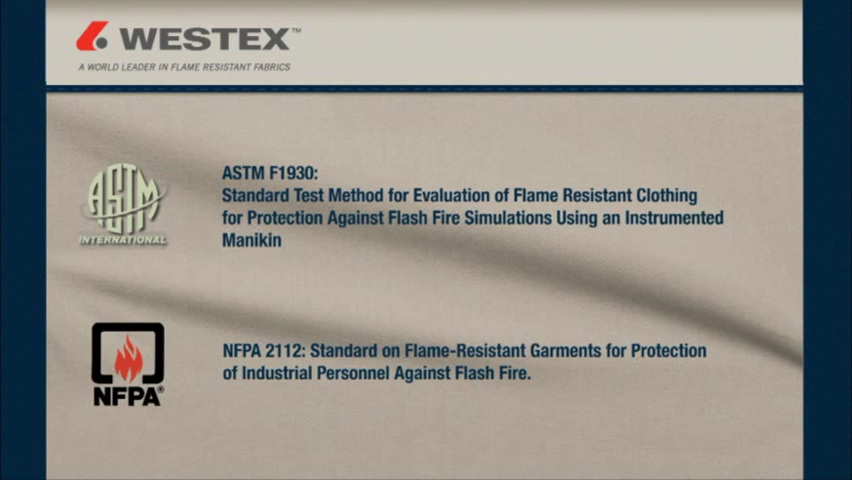 WESTEX™
A WORLD LEADER IN FLAME RESISTANT FABRICS
ASTM F1930:
Standard Test Method for Evaluation of Flame Resistant Clothing
for Protection Against Flash Fire Simulations Using an Instrumented
Manikin
ASTM
INTERNATIONAL
NFPA 2112: Standard on Flame-Resistant Garments for Protection
of Industrial Personnel Against Flash Fire.
NFPA®